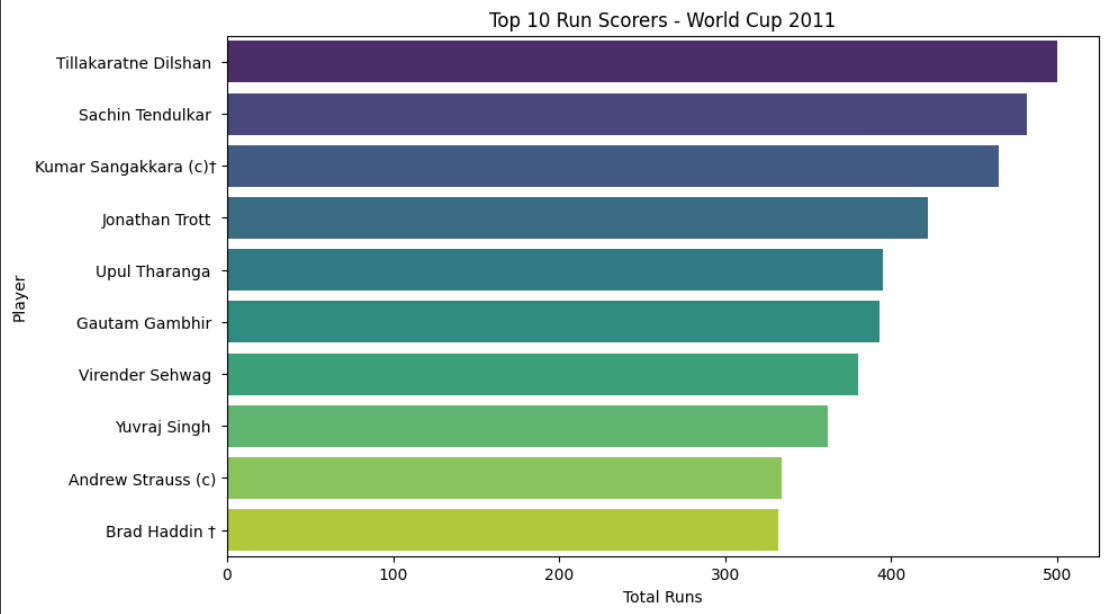 Top 10 Run Scorers - World Cup 2011
Tillakaratne Dilshan
Sachin Tendulkar
Kumar Sangakkara (c)†
Jonathan Trott
Upul Tharanga
Gautam Gambhir
Virender Sehwag
Yuvraj Singh
Andrew Strauss (c)
Brad Haddin †
Player
0 100 200 300 400 500
Total Runs